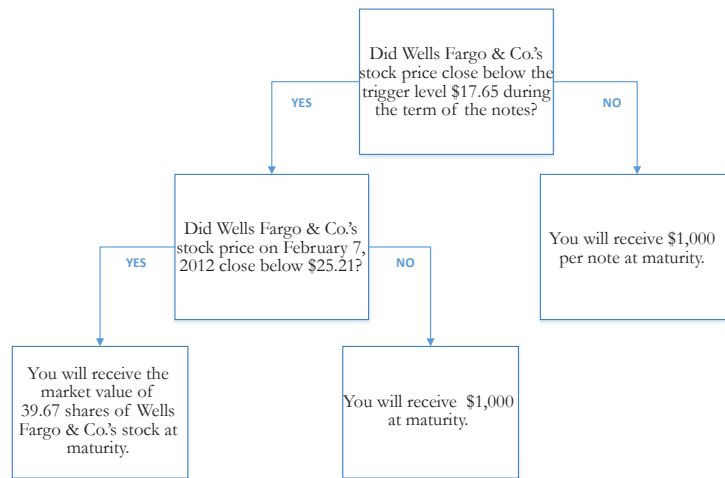 Did Wells Fargo & Co.'s
stock price close below the
trigger level $17.65 during
the term of the notes?
YES
NO
Did Wells Fargo & Co.'s
stock price on February 7,
2012 close below $25.21?
You will receive $1,000
per note at maturity.
YES
NO
You will receive the
market value of
39.67 shares of Wells
Fargo & Co.'s stock at
maturity.
You will receive $1,000
at maturity.